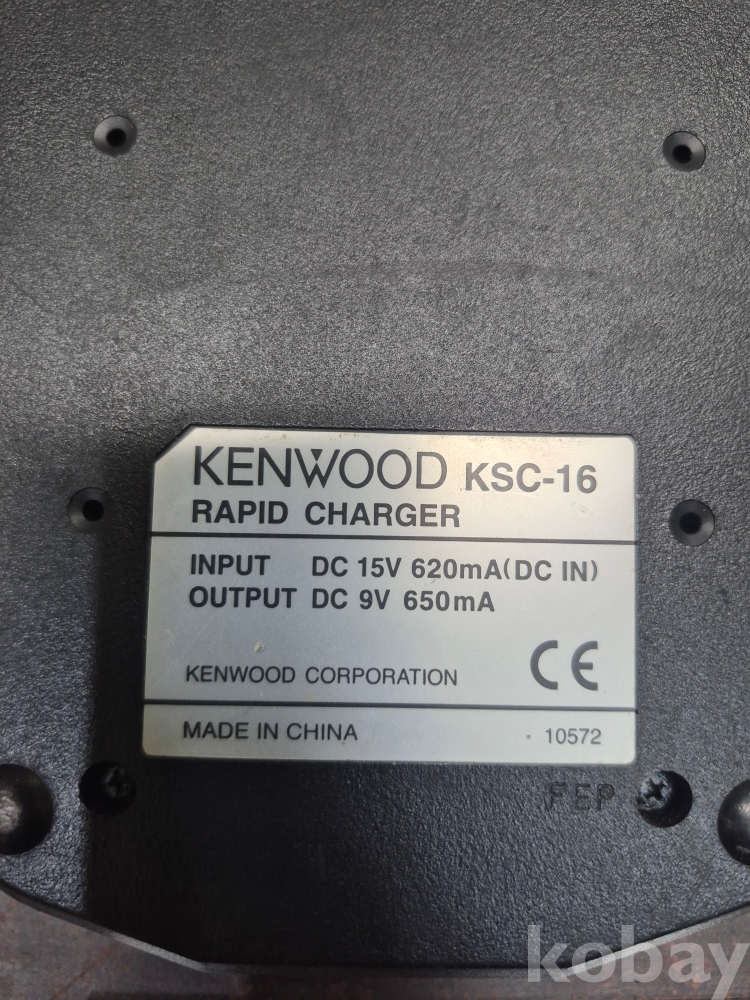 KENWOOD KSC-16
RAPID CHARGER
INPUT DC 15V 620mA(DC IN)
OUTPUT DC 9V 650mA
KENWOOD CORPORATION CE
MADE IN CHINA 10572
FEP
kobay